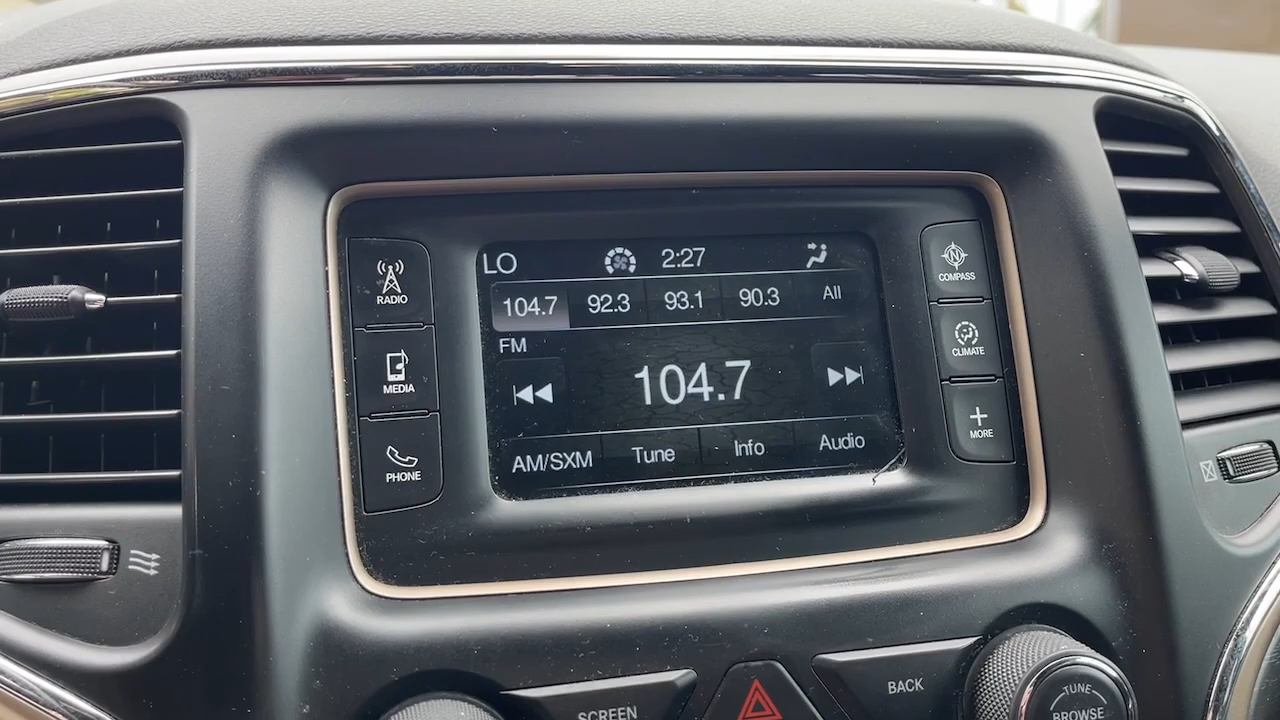 LO 2:27
104.7 92.3 93.1 90.3 All
FM
104.7
AM/SXM Tune Info Audio
RADIO
MEDIA
PHONE
N
COMPASS
CLIMATE
MORE
SCREEN
BACK
TUNE
BROWSE